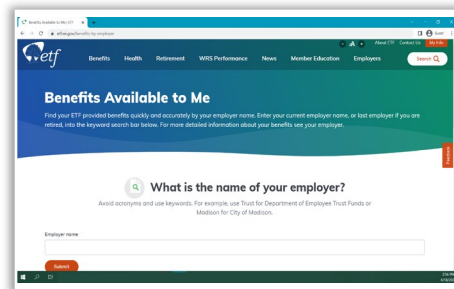 Benefits Available to Me | ETF
etf.wi.gov/benefits-by-employer
Guest
A
About ETF Contact Us My Info
etf Benefits Health Retirement WRS Performance News Member Education Employers Search
Benefits Available to Me
Find your ETF provided benefits quickly and accurately by your employer name. Enter your current employer name, or last employer if you are
retired, into the keyword search bar below. For more detailed information about your benefits see your employer.
Feedback
What is the name of your employer?
Avoid acronyms and use keywords. For example: use Trust for Department of Employee Trust Funds or
Madison for City of Madison.
Employer name
Submit